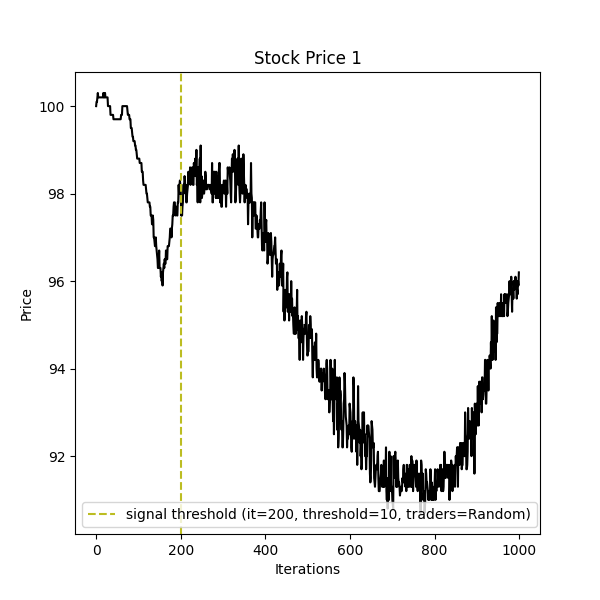 Stock Price 1
Price
100
98
96
94
92
signal threshold (it=200, threshold=10, traders=Random)
0 200 400 600 800 1000
Iterations